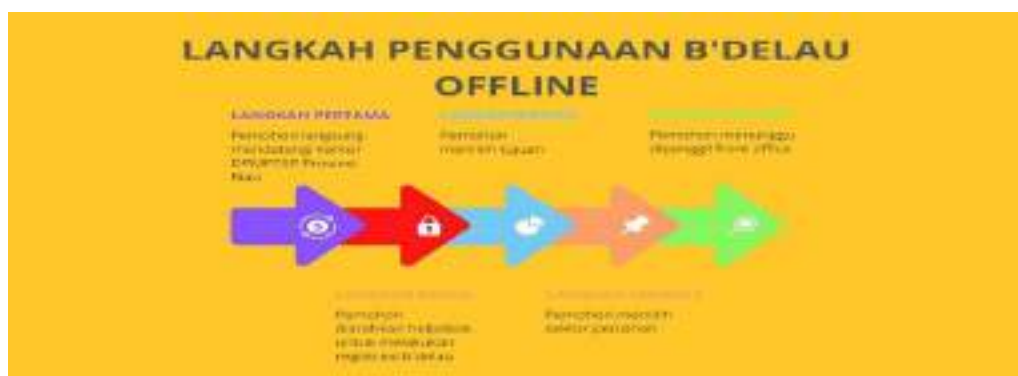 LANGKAH PENGGUNAAN B'DELAU
OFFLINE
LANGKAH PERTAMA
Pemohon langsung
mendatangi kantor
DPMPTSP Provinsi
Riau
Pemohon
diarahkan helpdesk
untuk melakukan
registrasi b'delau
Pemohon
memilih tujuan
Pemohon memilih
sektor perizinan
Pemohon menunggu
dipanggil front office